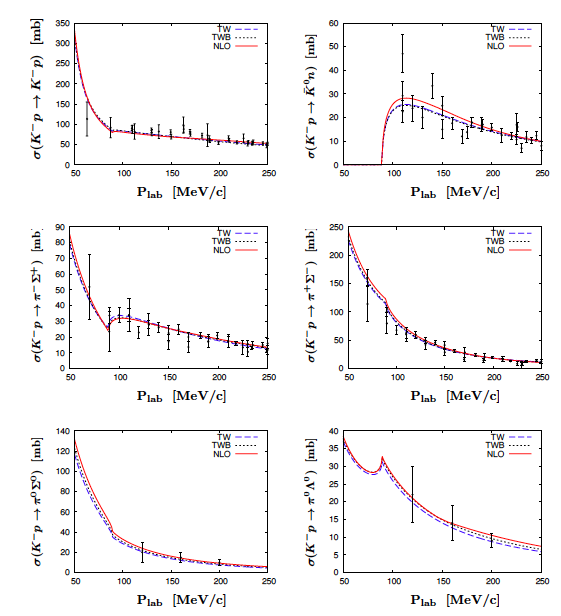 σ(K⁻p → K⁻p) [mb]
350
300
250
200
150
100
50
0
TW
TWB
NLO
50 100 150 200 250
P_lab [MeV/c]
σ(K⁻p → K̄⁰n) [mb]
60
50
40
30
20
10
0
TW
TWB
NLO
50 100 150 200 250
P_lab [MeV/c]
σ(K⁻p → π⁻Σ⁺) [mb]
90
80
70
60
50
40
30
20
10
0
TW
TWB
NLO
50 100 150 200 250
P_lab [MeV/c]
σ(K⁻p → π⁺Σ⁻) [mb]
250
200
150
100
50
0
TW
TWB
NLO
50 100 150 200 250
P_lab [MeV/c]
σ(K⁻p → π⁰Σ⁰) [mb]
140
120
100
80
60
40
20
0
TW
TWB
NLO
50 100 150 200 250
P_lab [MeV/c]
σ(K⁻p → π⁰Λ⁰) [mb]
40
35
30
25
20
15
10
5
0
TW
TWB
NLO
50 100 150 200 250
P_lab [MeV/c]